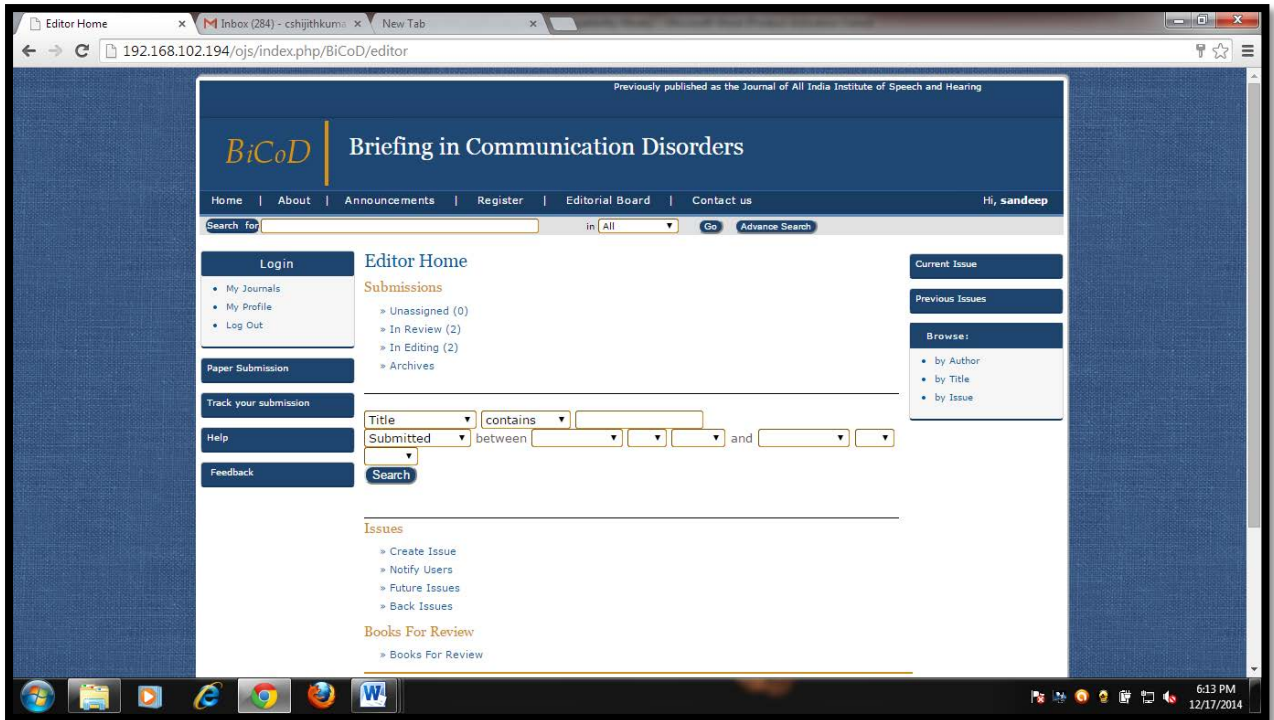 Editor Home
Inbox (284) - cshijithkuma
New Tab
192.168.102.194/ojs/index.php/BiCoD/editor
Previously published as the Journal of All India Institute of Speech and Hearing
BiCoD
Briefing in Communication Disorders
Home | About | Announcements | Register | Editorial Board | Contact us
Hi, sandeep
Search for in All Go Advance Search
Login
My Journals
My Profile
Log Out
Paper Submission
Track your submission
Help
Feedback
Editor Home
Submissions
» Unassigned (0)
» In Review (2)
» In Editing (2)
» Archives
Title contains
Submitted between and
Search
Issues
» Create Issue
» Notify Users
» Future Issues
» Back Issues
Books For Review
» Books For Review
Current Issue
Previous Issues
Browse:
by Author
by Title
by Issue
6:13 PM
12/17/2014